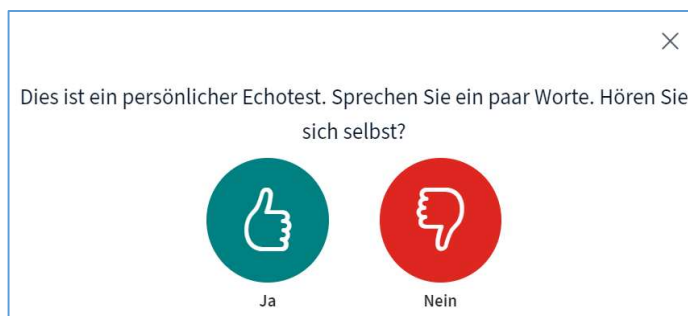 Dies ist ein persönlicher Echotest. Sprechen Sie ein paar Worte. Hören Sie
sich selbst?
Ja
Nein